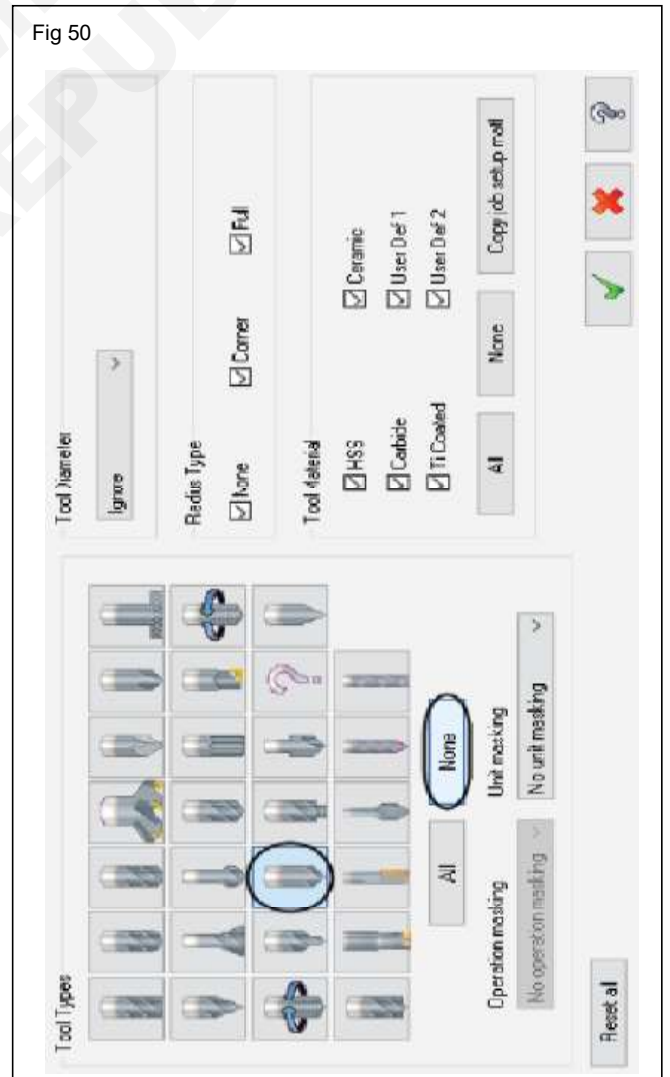 Fig 50
Tool Types
All
None
Operation masking
Unit masking
No operation masking
No unit masking
Reset all
Tool Diameter
Ignore
Radius Type
None
Corner
Full
Tool Material
HSS
Ceramic
Carbide
User Def 1
Ti Coated
User Def 2
All
None
Copy job setup matl